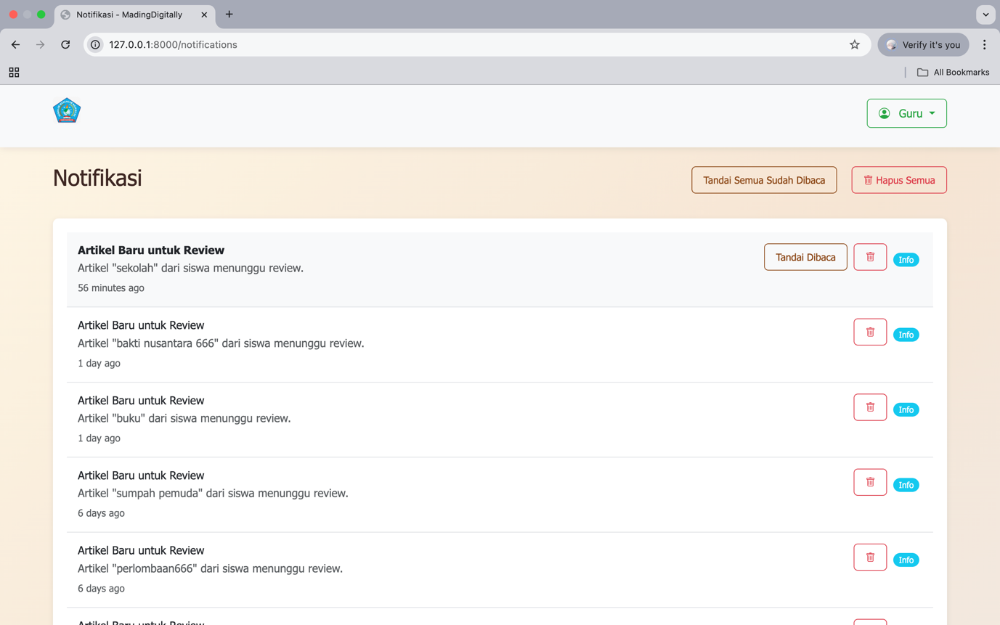 Notifikasi - MadingDigitally
127.0.0.1:8000/notifications
Verify it's you
All Bookmarks
Guru
Notifikasi
Tandai Semua Sudah Dibaca
Hapus Semua
Artikel Baru untuk Review
Tandai Dibaca
Info
Artikel "sekolah" dari siswa menunggu review.
56 minutes ago
Artikel Baru untuk Review
Info
Artikel "bakti nusantara 666" dari siswa menunggu review.
1 day ago
Artikel Baru untuk Review
Info
Artikel "buku" dari siswa menunggu review.
1 day ago
Artikel Baru untuk Review
Info
Artikel "sumpah pemuda" dari siswa menunggu review.
6 days ago
Artikel Baru untuk Review
Info
Artikel "perlombaan666" dari siswa menunggu review.
6 days ago
Artikel Baru untuk Review